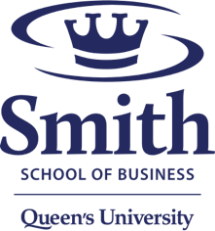 Smith
SCHOOL OF BUSINESS
Queen's University